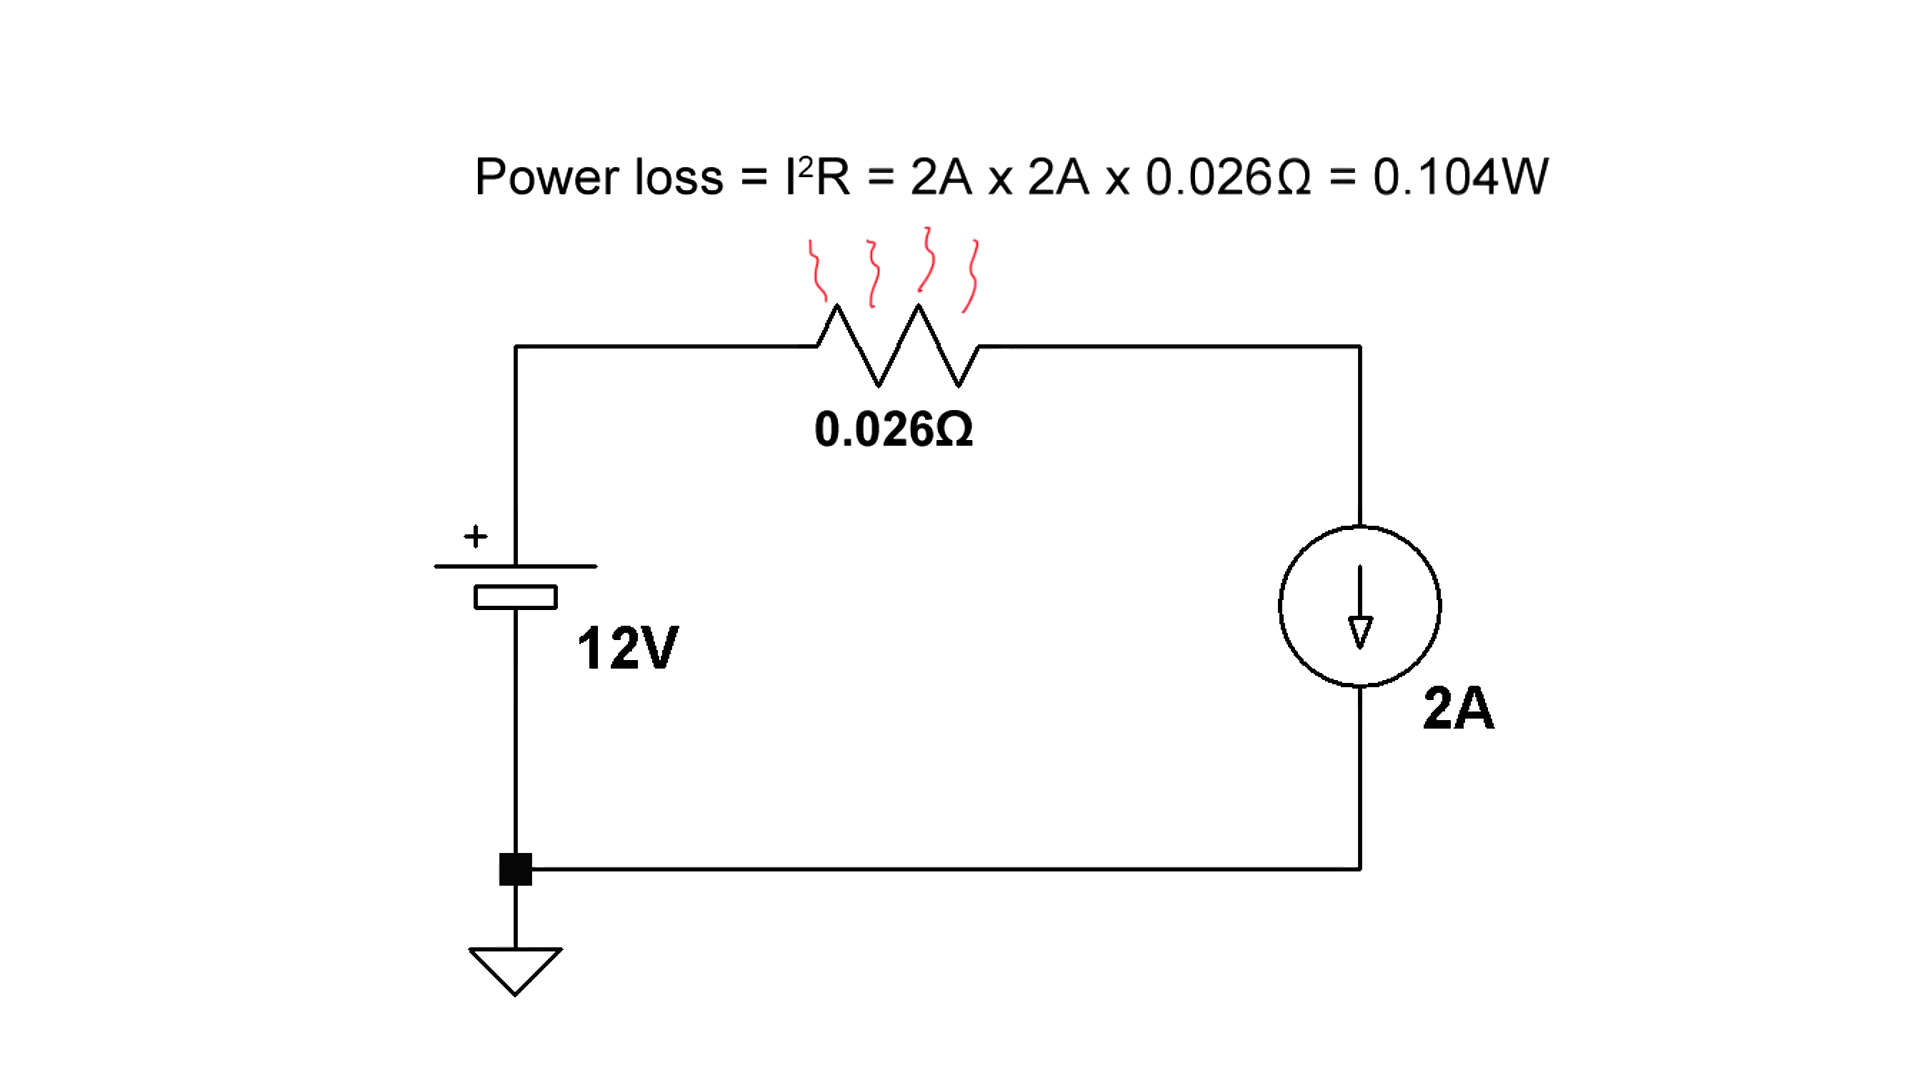 Power loss = I²R = 2A x 2A x 0.026Ω = 0.104W
0.026Ω
+
12V
2A